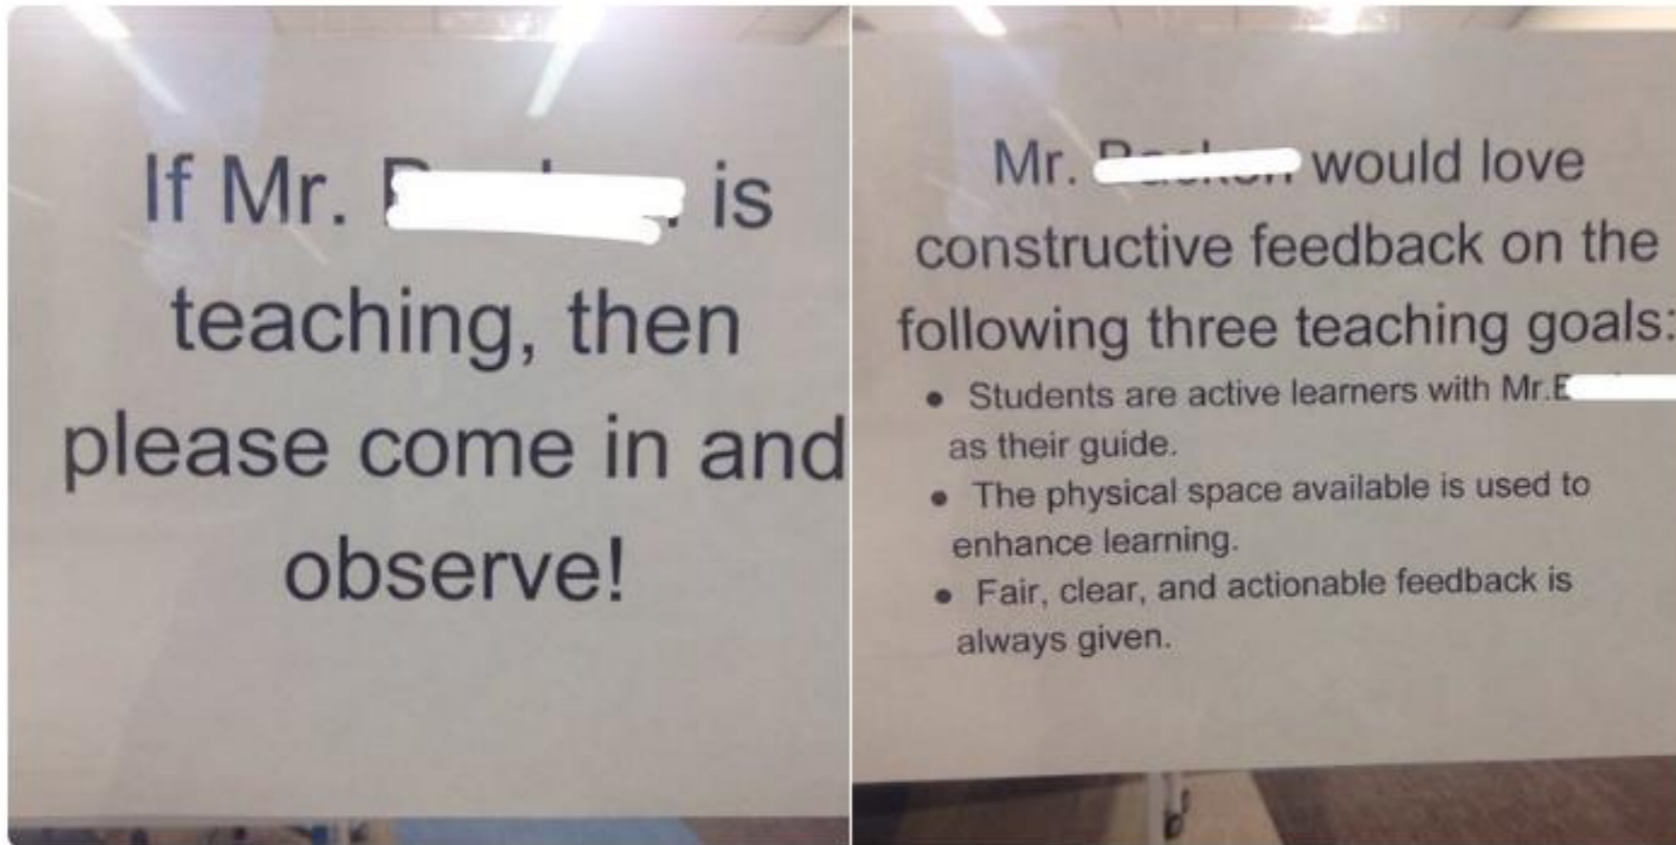 If Mr. is
teaching, then
please come in and
observe!
Mr. would love
constructive feedback on the
following three teaching goals:
• Students are active learners with Mr.
as their guide.
• The physical space available is used to
enhance learning.
• Fair, clear, and actionable feedback is
always given.